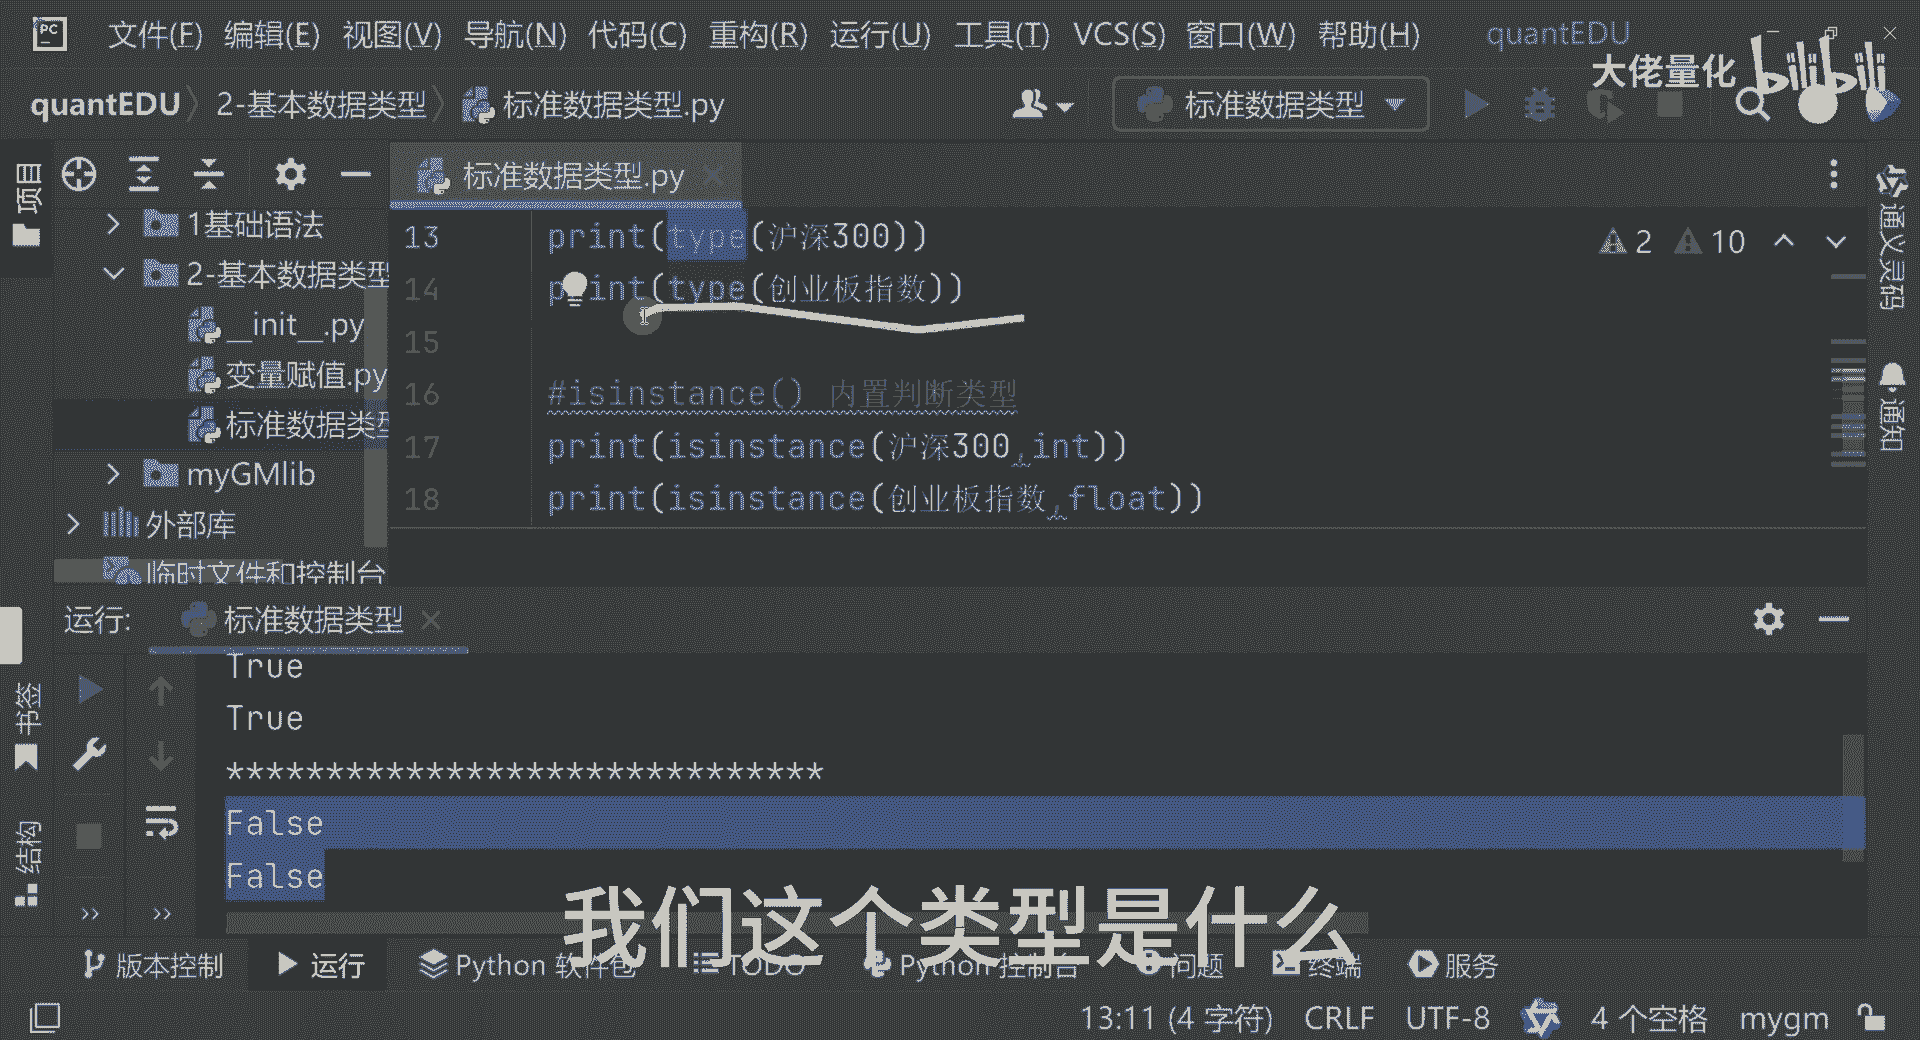 文件(F) 编辑(E) 视图(V) 导航(N) 代码(C) 重构(R) 运行(U) 工具(T) VCS(S) 窗口(W) 帮助(H) quantEDU
大佬量化 bilibili
quantEDU 2-基本数据类型 标准数据类型.py 标准数据类型
项目
标准数据类型.py
1基础语法
2-基本数据类型
__init__.py
变量赋值.py
标准数据类型
myGMlib
外部库
临时文件和控制台
13 print(type(沪深300))
14 print(type(创业板指数))
15
16 #isinstance() 内置判断类型
17 print(isinstance(沪深300,int))
18 print(isinstance(创业板指数,float))
2 10
通义灵码
通知
运行: 标准数据类型
True
True
******************************
False
False
书签
结构
我们这个类型是什么
版本控制 运行 Python 软件包 TODO Python 控制台 问题 终端 服务
13:11 (4 字符) CRLF UTF-8 4 个空格 mygm